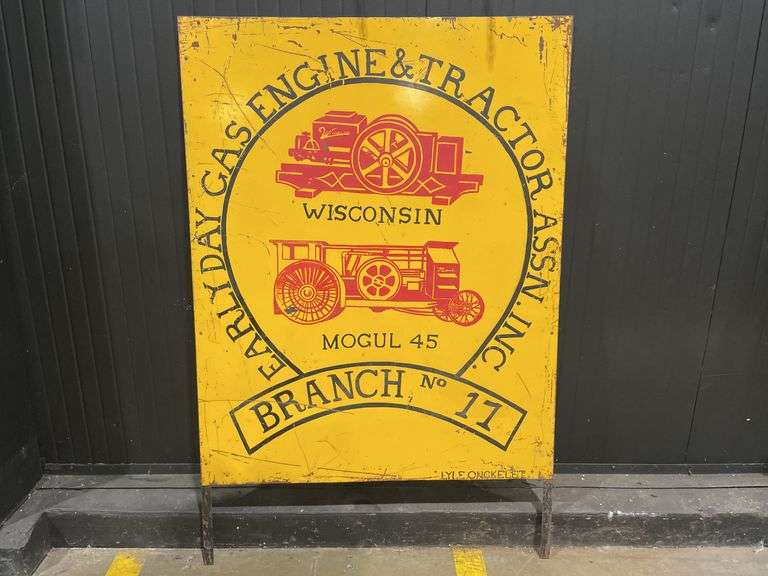 EARLY DAY GAS ENGINE & TRACTOR ASSN. INC.
WISCONSIN
MOGUL 45
BRANCH No 17